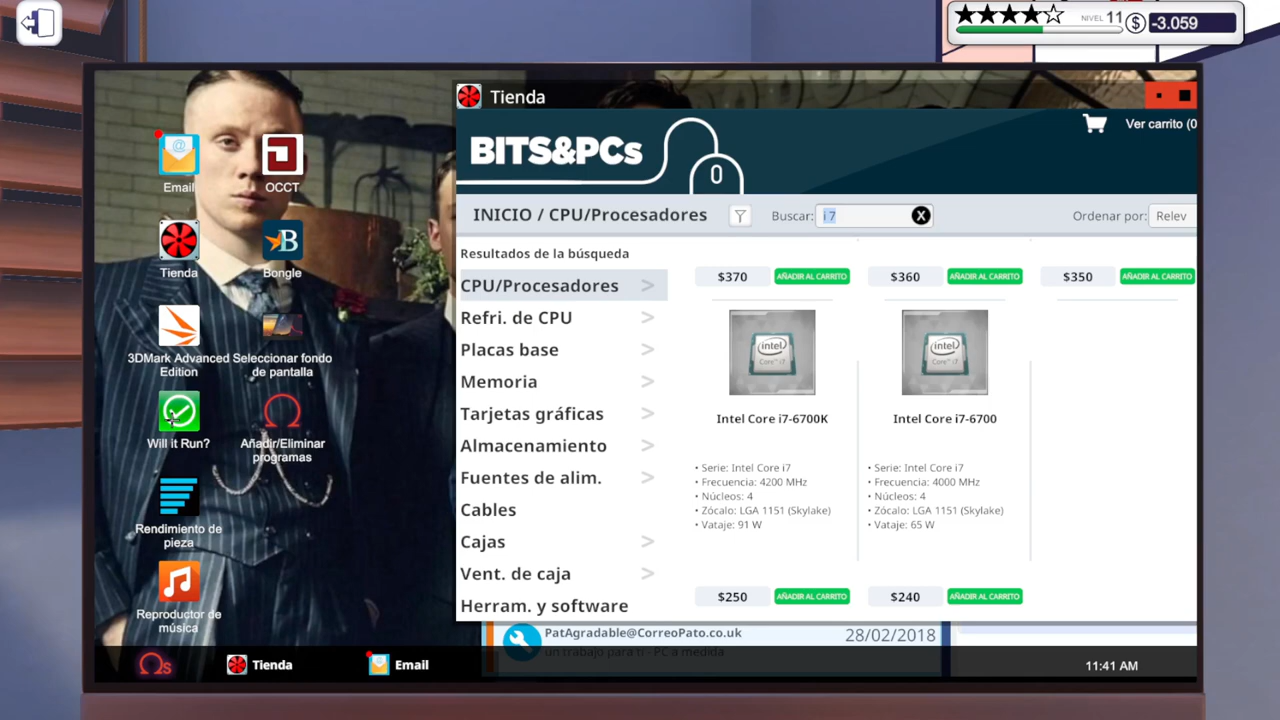 NIVEL 11
$ -3.059
Email
OCCT
Tienda
Bongle
3DMark Advanced
Edition
Seleccionar fondo
de pantalla
Will it Run?
Añadir/Eliminar
programas
Rendimiento de
pieza
Reproductor de
música
Tienda
BITS&PCs
Ver carrito (0
INICIO / CPU/Procesadores
Buscar: i 7 X
Ordenar por: Relev
Resultados de la búsqueda
CPU/Procesadores >
Refri. de CPU >
Placas base >
Memoria >
Tarjetas gráficas >
Almacenamiento >
Fuentes de alim. >
Cables
Cajas >
Vent. de caja >
Herram. y software
$370 AÑADIR AL CARRITO
$360 AÑADIR AL CARRITO
$350 AÑADIR AL CARRITO
intel
Core™ i7
Intel Core i7-6700K
• Serie: Intel Core i7
• Frecuencia: 4200 MHz
• Núcleos: 4
• Zócalo: LGA 1151 (Skylake)
• Vataje: 91 W
$250 AÑADIR AL CARRITO
intel
Core™ i7
Intel Core i7-6700
• Serie: Intel Core i7
• Frecuencia: 4000 MHz
• Núcleos: 4
• Zócalo: LGA 1151 (Skylake)
• Vataje: 65 W
$240 AÑADIR AL CARRITO
PatAgradable@CorreoPato.co.uk
28/02/2018
un trabajo para ti - PC a medida
Ωs
Tienda
Email
11:41 AM